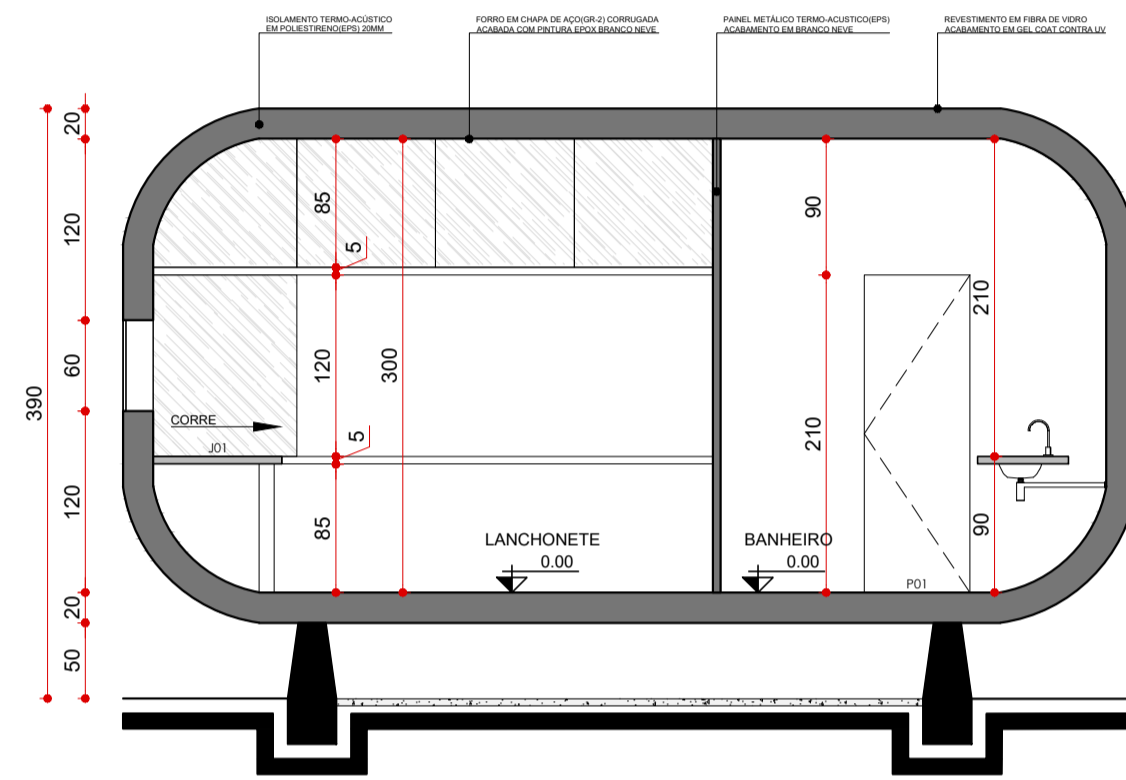 ISOLAMENTO TERMO-ACÚSTICO
EM POLIESTIRENO(EPS) 20MM
FORRO EM CHAPA DE AÇO(GR-2) CORRUGADA
ACABADA COM PINTURA EPOX BRANCO NEVE
PAINEL METÁLICO TERMO-ACUSTICO(EPS)
ACABAMENTO EM BRANCO NEVE
REVESTIMENTO EM FIBRA DE VIDRO
ACABAMENTO EM GEL COAT CONTRA UV
390
20
120
60
120
20
50
85
5
120
5
85
300
CORRE
J01
LANCHONETE
0.00
BANHEIRO
0.00
90
210
P01
210
90